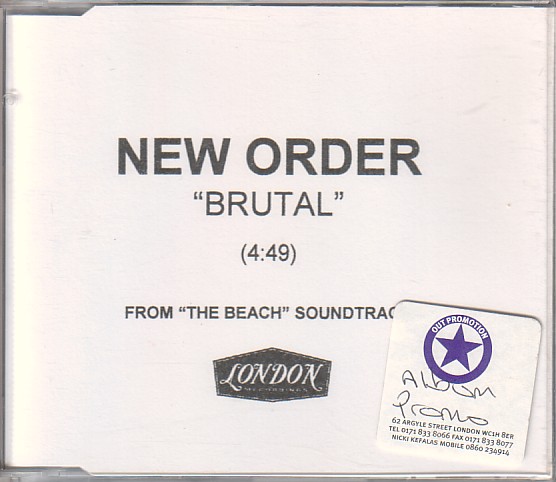 NEW ORDER
“BRUTAL”
(4:49)
FROM “THE BEACH” SOUNDTRAC
LONDON
RECORDINGS
OUT PROMOTION
ALBUM
Promo
62 ARGYLE STREET LONDON WC1H 8ER
TEL 0171 833 8066 FAX 0171 833 8077
NICKI KEFALAS MOBILE 0860 234914